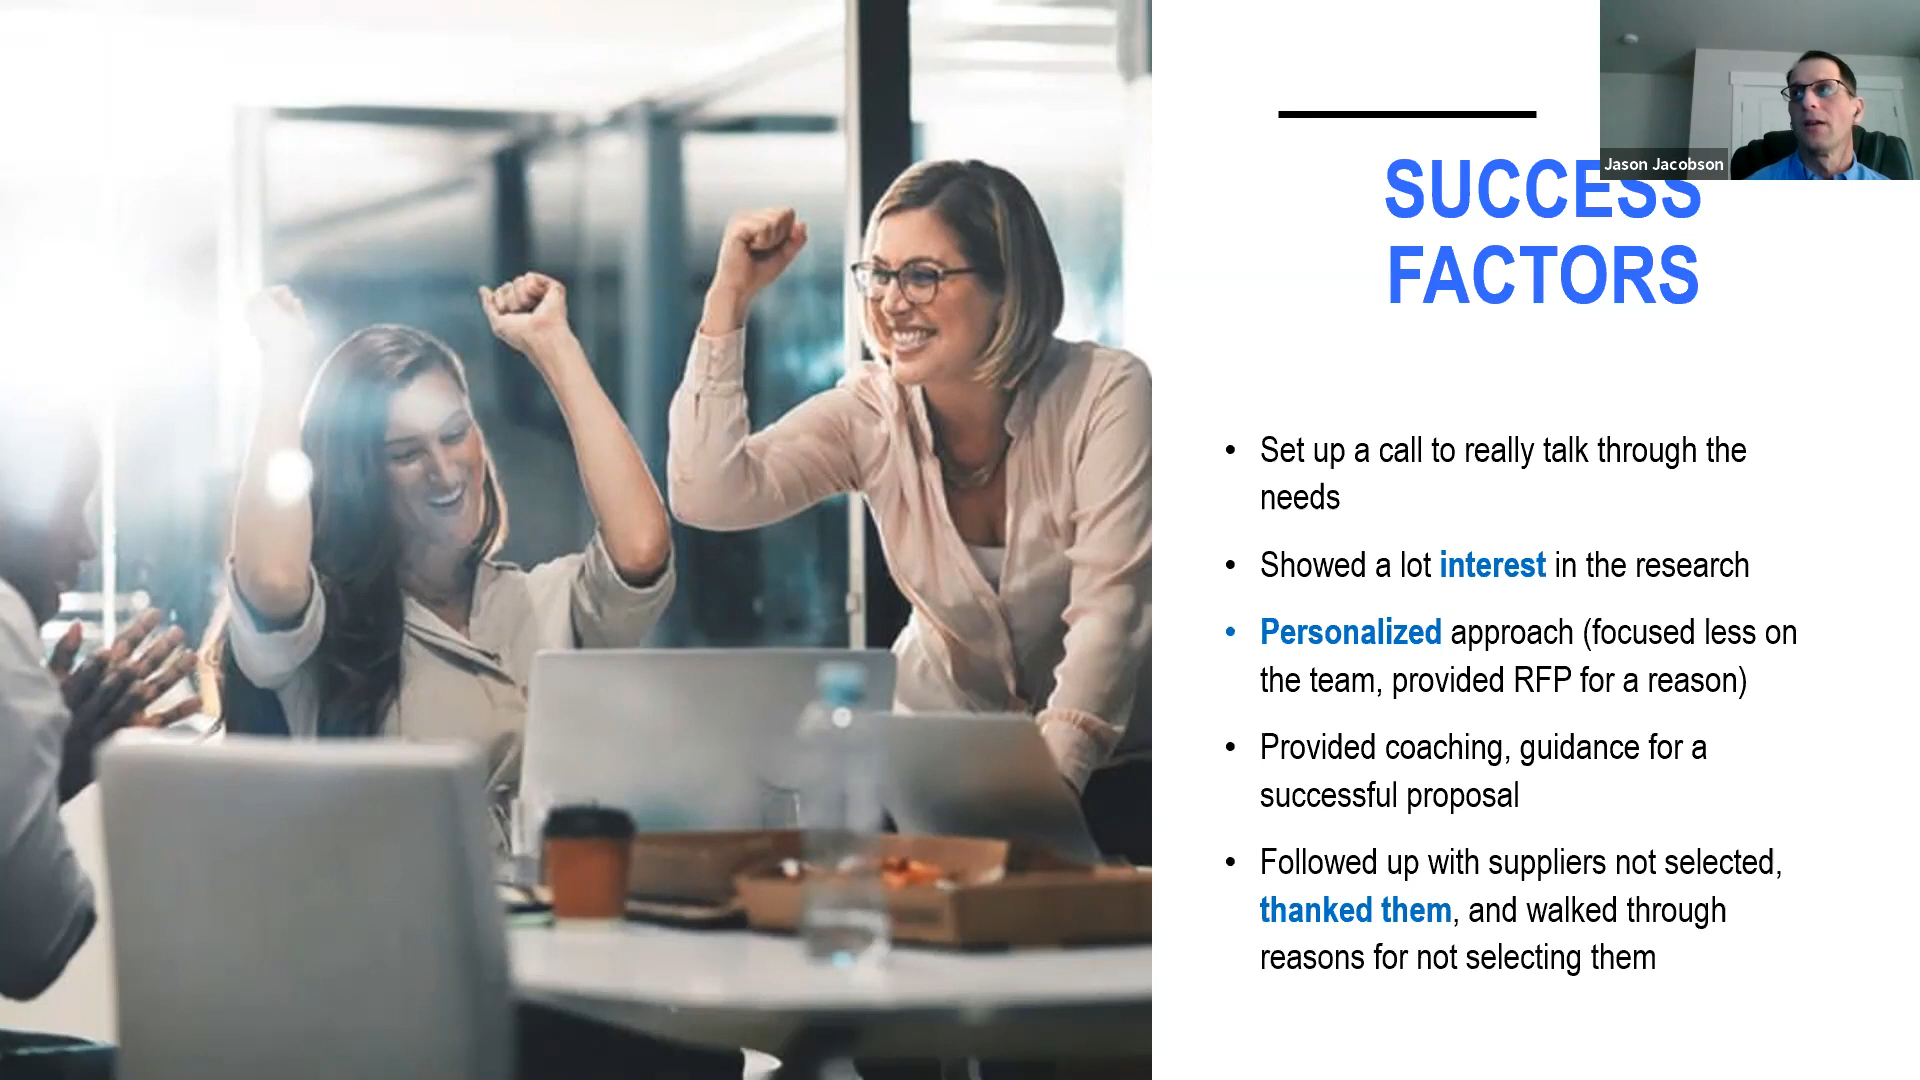 Jason Jacobson
SUCCESS
FACTORS
• Set up a call to really talk through the
needs
• Showed a lot interest in the research
• Personalized approach (focused less on
the team, provided RFP for a reason)
• Provided coaching, guidance for a
successful proposal
• Followed up with suppliers not selected,
thanked them, and walked through
reasons for not selecting them